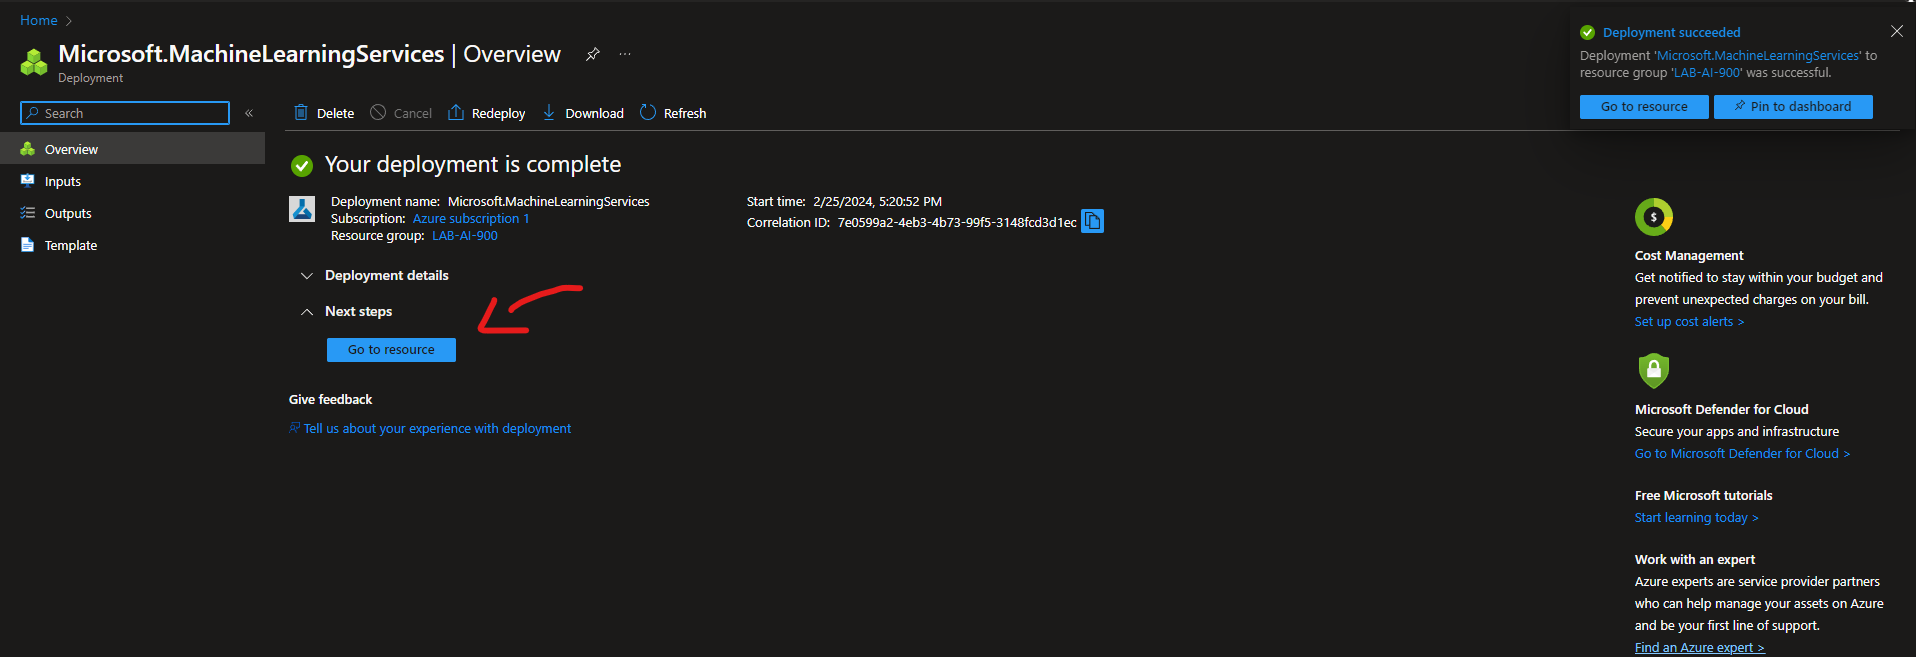 Home >
Microsoft.MachineLearningServices | Overview
Deployment
Search
«
Overview
Inputs
Outputs
Template
Delete
Cancel
Redeploy
Download
Refresh
Your deployment is complete
Deployment name: Microsoft.MachineLearningServices
Subscription: Azure subscription 1
Resource group: LAB-AI-900
Start time: 2/25/2024, 5:20:52 PM
Correlation ID: 7e0599a2-4eb3-4b73-99f5-3148fcd3d1ec
Deployment details
Next steps
Go to resource
Give feedback
Tell us about your experience with deployment
Deployment succeeded
Deployment 'Microsoft.MachineLearningServices' to
resource group 'LAB-AI-900' was successful.
Go to resource
Pin to dashboard
$
Cost Management
Get notified to stay within your budget and
prevent unexpected charges on your bill.
Set up cost alerts >
Microsoft Defender for Cloud
Secure your apps and infrastructure
Go to Microsoft Defender for Cloud >
Free Microsoft tutorials
Start learning today >
Work with an expert
Azure experts are service provider partners
who can help manage your assets on Azure
and be your first line of support.
Find an Azure expert >